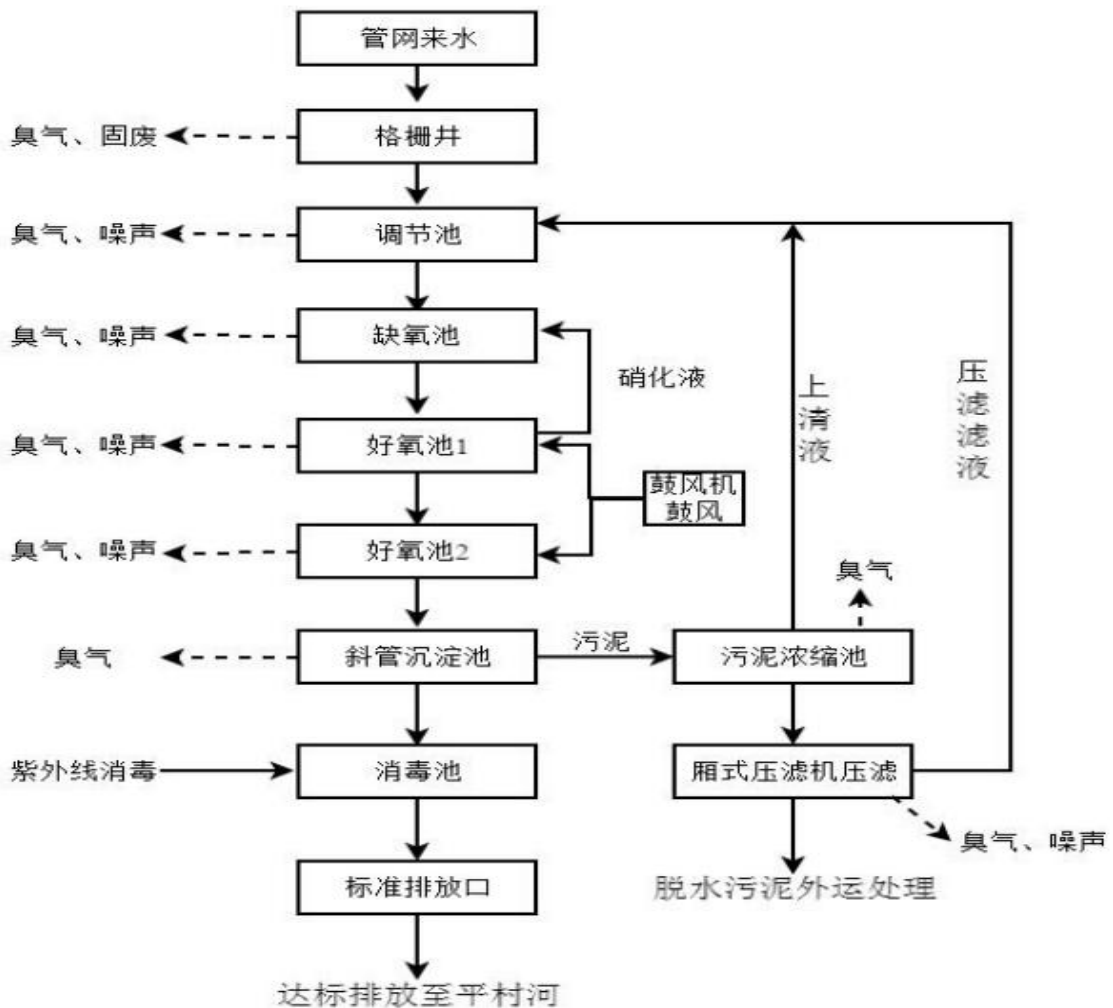 管网来水
臭气、固废
格栅井
臭气、噪声
调节池
臭气、噪声
缺氧池
硝化液
上清液
压滤滤液
臭气、噪声
好氧池1
鼓风机
鼓风
臭气、噪声
好氧池2
臭气
臭气
斜管沉淀池
污泥
污泥浓缩池
紫外线消毒
消毒池
厢式压滤机压滤
臭气、噪声
标准排放口
脱水污泥外运处理
达标排放至平村河